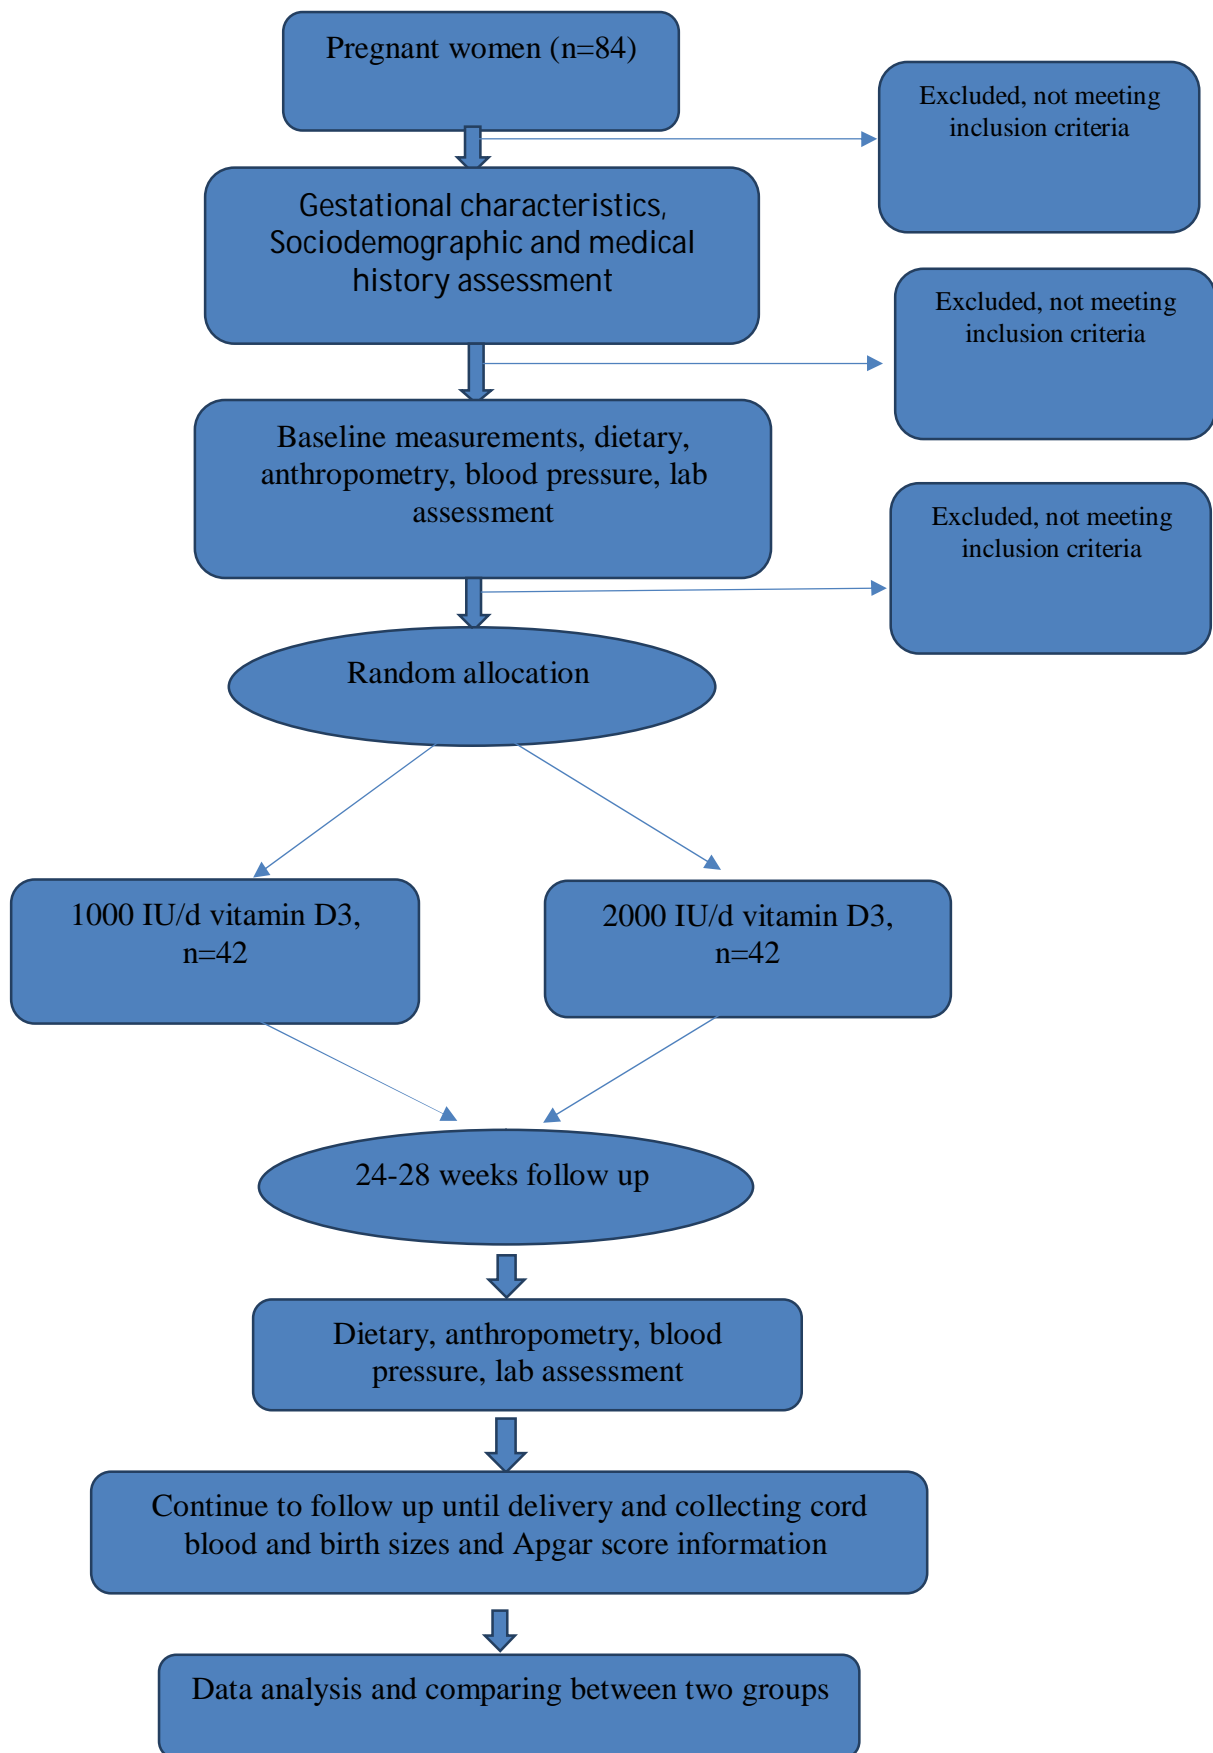 Pregnant women (n=84)
Excluded, not meeting
inclusion criteria
Gestational characteristics,
Sociodemographic and medical
history assessment
Excluded, not meeting
inclusion criteria
Baseline measurements, dietary,
anthropometry, blood pressure, lab
assessment
Excluded, not meeting
inclusion criteria
Random allocation
1000 IU/d vitamin D3,
n=42
2000 IU/d vitamin D3,
n=42
24-28 weeks follow up
Dietary, anthropometry, blood
pressure, lab assessment
Continue to follow up until delivery and collecting cord
blood and birth sizes and Apgar score information
Data analysis and comparing between two groups